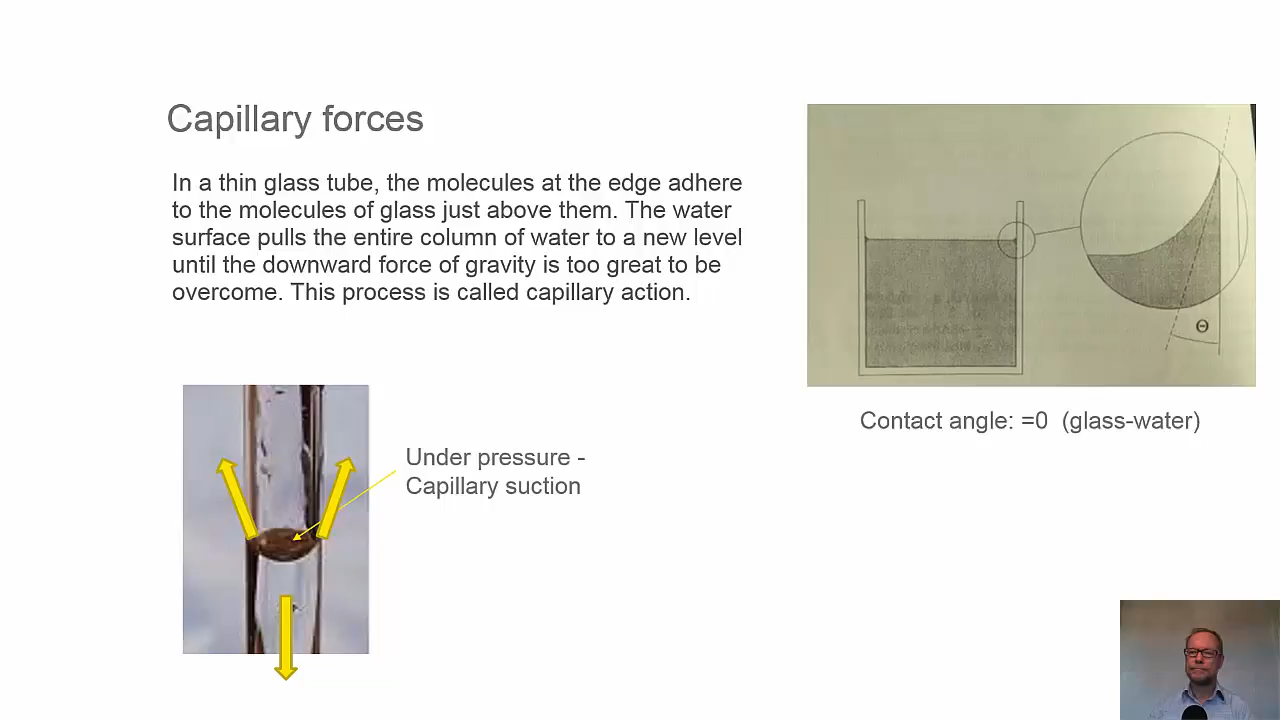 Capillary forces
In a thin glass tube, the molecules at the edge adhere
to the molecules of glass just above them. The water
surface pulls the entire column of water to a new level
until the downward force of gravity is too great to be
overcome. This process is called capillary action.
Θ
Contact angle: =0  (glass-water)
Under pressure -
Capillary suction